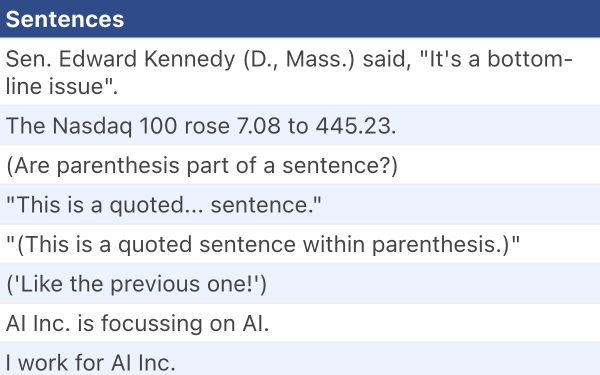 Sentences
Sen. Edward Kennedy (D., Mass.) said, "It's a bottom-
line issue".
The Nasdaq 100 rose 7.08 to 445.23.
(Are parenthesis part of a sentence?)
"This is a quoted... sentence."
"(This is a quoted sentence within parenthesis.)"
('Like the previous one!')
AI Inc. is focussing on AI.
I work for AI Inc.